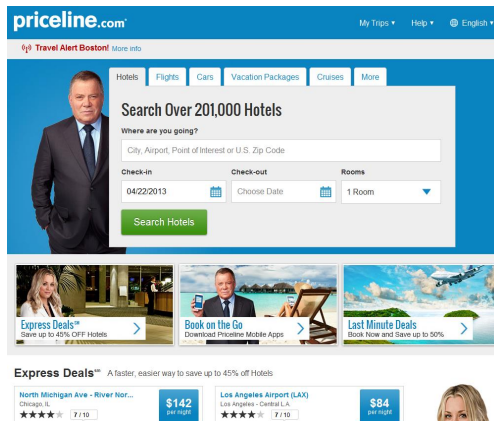 priceline.com
My Trips ▾ Help ▾ English ▾
Travel Alert Boston! More info
Hotels Flights Cars Vacation Packages Cruises More
Search Over 201,000 Hotels
Where are you going?
City, Airport, Point of Interest or U.S. Zip Code
Check-in Check-out Rooms
04/22/2013 Choose Date 1 Room
Search Hotels
Express Deals℠
Save up to 45% OFF Hotels
Book on the Go
Download Priceline Mobile Apps
Last Minute Deals
Book Now and Save up to 50%
Express Deals℠ A faster, easier way to save up to 45% off Hotels
North Michigan Ave - River Nor...
Chicago, IL
7 / 10
$142
per night
Los Angeles Airport (LAX)
Los Angeles - Central L.A.
7 / 10
$84
per night